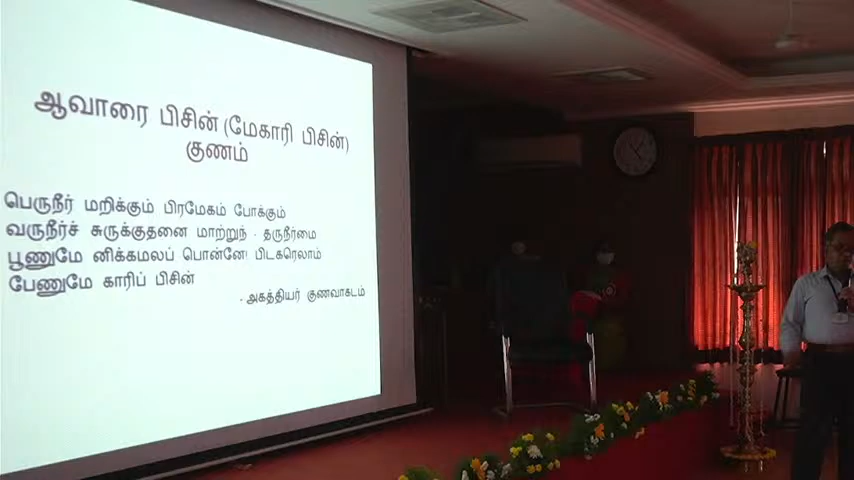 ஆவாரை பிசின் (மேகாரி பிசின்)
குணம்
பெருநீர் மறிக்கும் பிரமேகம் போக்கும்
வருநீர்ச் சுருக்குதனை மாற்றுந் - தருநீர்மை
பூணுமே னிக்கமலப் பொன்னே! பிடகரெலாம்
பேணுமே காரிப் பிசின்
- அகத்தியர் குணவாகடம்